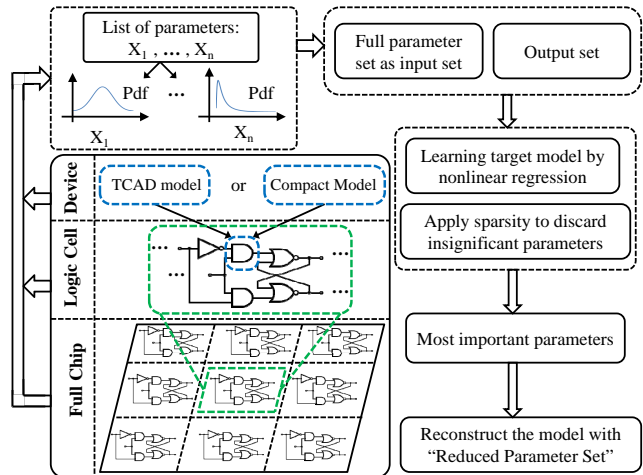 List of parameters:
X1 , ... , Xn
Pdf
...
Pdf
X1
Xn
Full parameter
set as input set
Output set
Learning target model by
nonlinear regression
Apply sparsity to discard
insignificant parameters
Most important parameters
Reconstruct the model with
“Reduced Parameter Set”
Device
TCAD model
or
Compact Model
Logic Cell
...
...
...
...
Full Chip